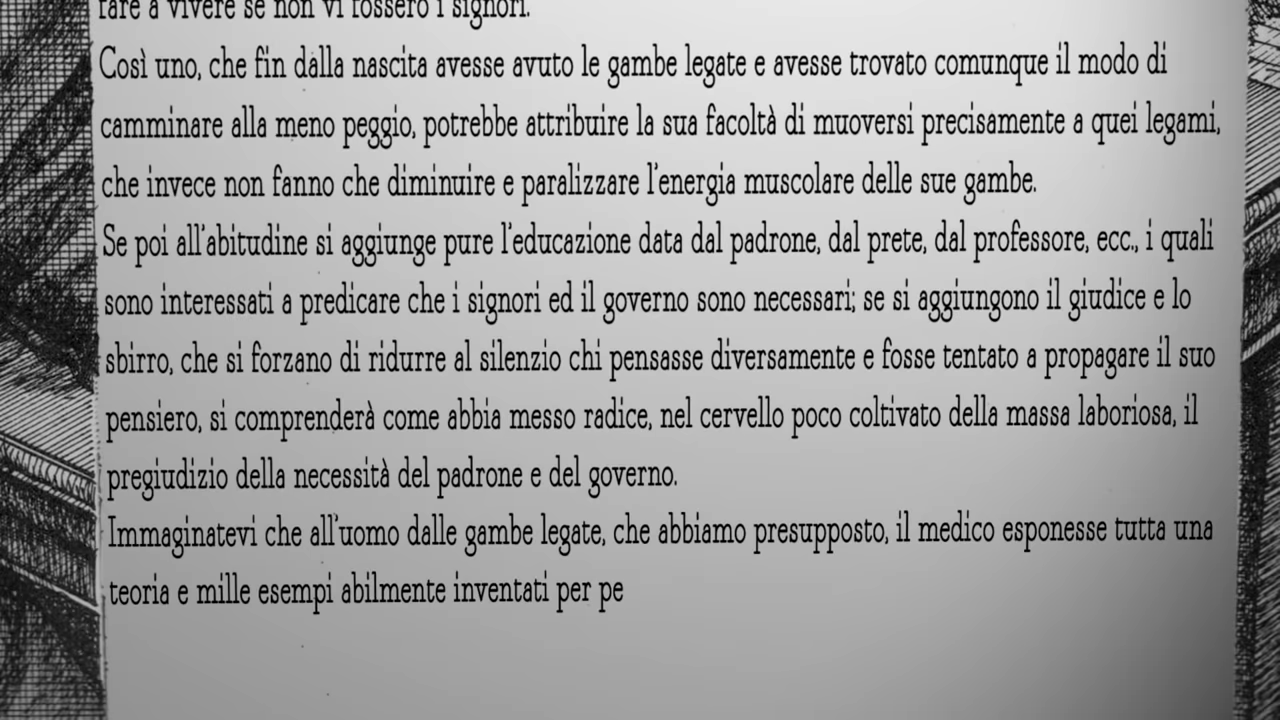 fare a vivere se non vi fossero i signori.
Così uno, che fin dalla nascita avesse avuto le gambe legate e avesse trovato comunque il modo di
camminare alla meno peggio, potrebbe attribuire la sua facoltà di muoversi precisamente a quei legami,
che invece non fanno che diminuire e paralizzare l'energia muscolare delle sue gambe.
Se poi all'abitudine si aggiunge pure l'educazione data dal padrone, dal prete, dal professore, ecc., i quali
sono interessati a predicare che i signori ed il governo sono necessari; se si aggiungono il giudice e lo
sbirro, che si forzano di ridurre al silenzio chi pensasse diversamente e fosse tentato a propagare il suo
pensiero, si comprenderà come abbia messo radice, nel cervello poco coltivato della massa laboriosa, il
pregiudizio della necessità del padrone e del governo.
Immaginatevi che all'uomo dalle gambe legate, che abbiamo presupposto, il medico esponesse tutta una
teoria e mille esempi abilmente inventati per pe